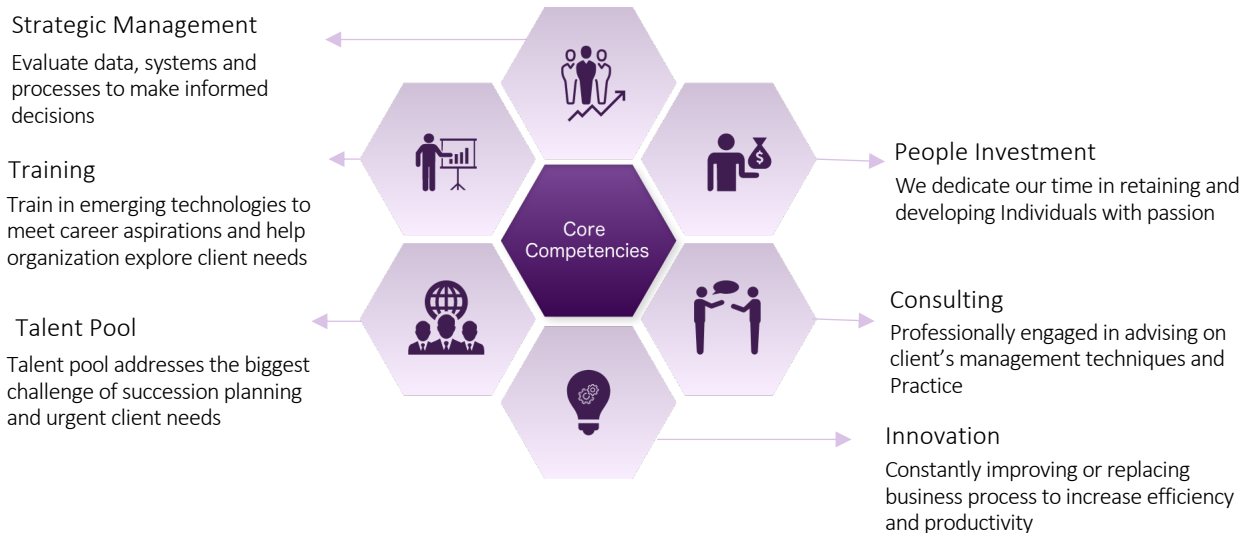 Strategic Management
Evaluate data, systems and
processes to make informed
decisions
Training
Train in emerging technologies to
meet career aspirations and help
organization explore client needs
Talent Pool
Talent pool addresses the biggest
challenge of succession planning
and urgent client needs
$
Core
Competencies
People Investment
We dedicate our time in retaining and
developing Individuals with passion
Consulting
Professionally engaged in advising on
client’s management techniques and
Practice
Innovation
Constantly improving or replacing
business process to increase efficiency
and productivity